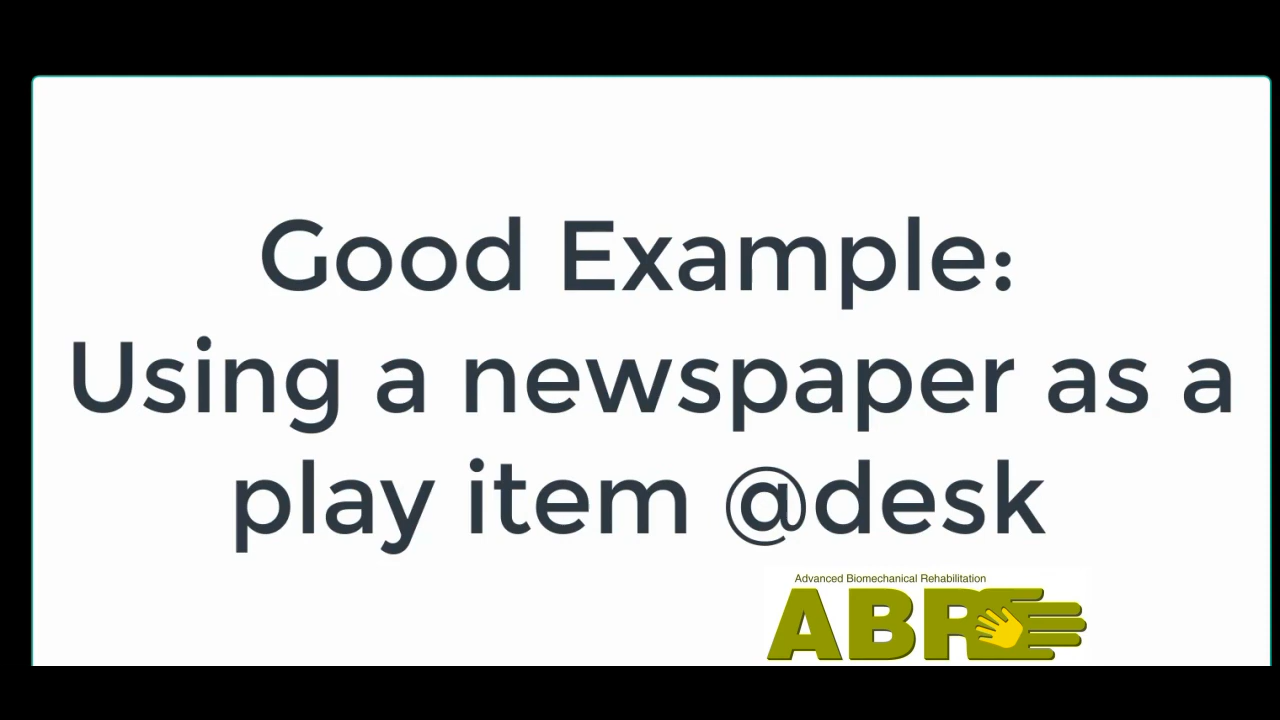 Good Example:
Using a newspaper as a
play item @desk
Advanced Biomechanical Rehabilitation
ABR